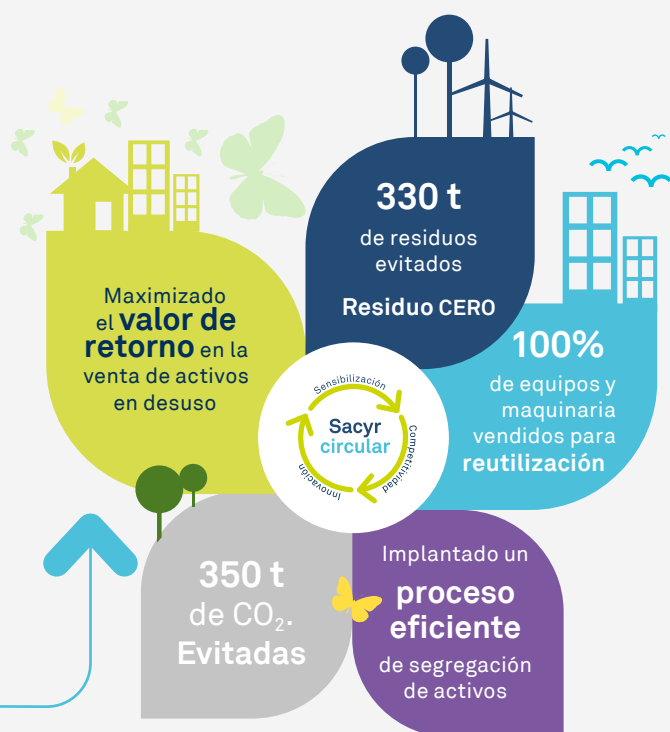 330 t
de residuos
evitados
Residuo CERO
Maximizado
el valor de
retorno en la
venta de activos
en desuso
100%
de equipos y
maquinaria
vendidos para
reutilización
Sensibilización
Competitividad
Innovación
Sacyr
circular
350 t
de CO₂.
Evitadas
Implantado un
proceso
eficiente
de segregación
de activos